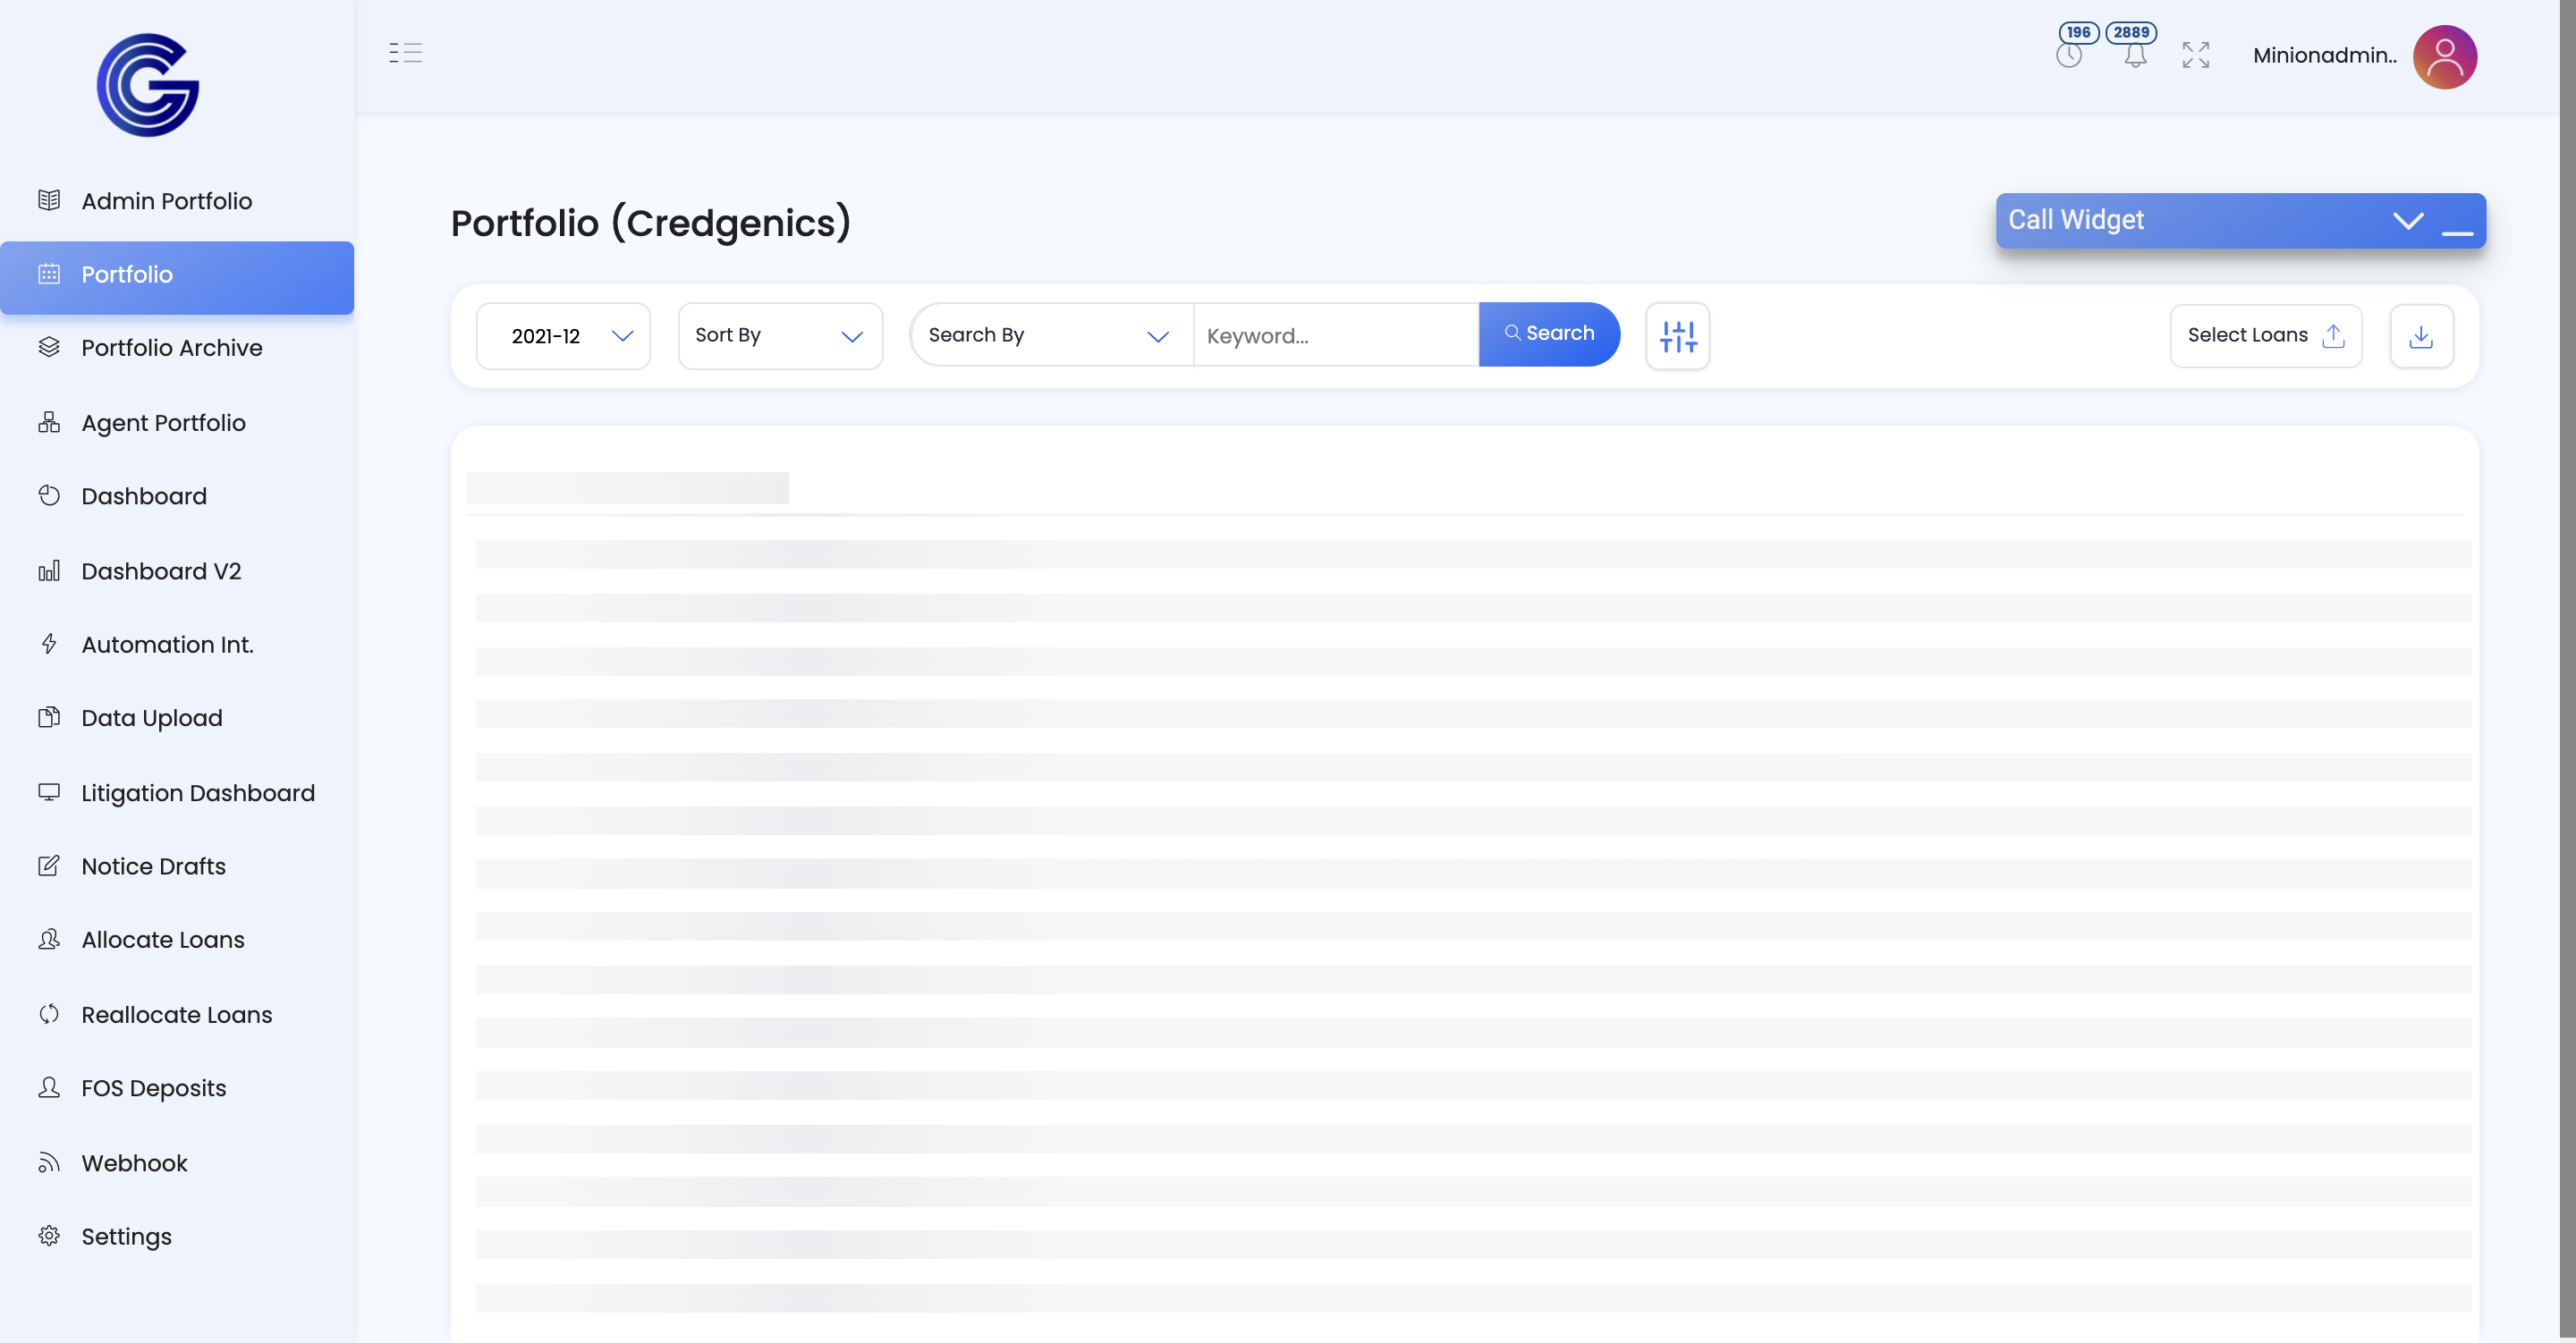 196
2889
Minionadmin..
Admin Portfolio
Portfolio
Portfolio Archive
Agent Portfolio
Dashboard
Dashboard V2
Automation Int.
Data Upload
Litigation Dashboard
Notice Drafts
Allocate Loans
Reallocate Loans
FOS Deposits
Webhook
Settings
Portfolio (Credgenics)
Call Widget
2021-12
Sort By
Search By
Keyword...
Search
Select Loans